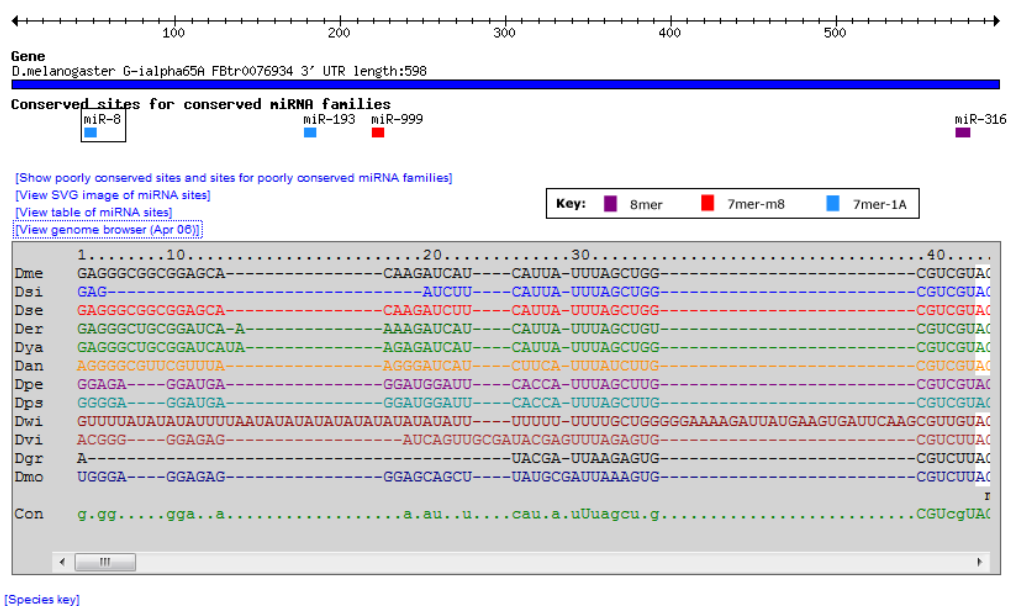 100 200 300 400 500
Gene
D.melanogaster G-ialpha65A FBtr0076934 3' UTR length:598
Conserved sites for conserved miRNA families
miR-8 miR-193 miR-999 miR-316
[Show poorly conserved sites and sites for poorly conserved miRNA families]
[View SVG image of miRNA sites]
[View table of miRNA sites]
[View genome browser (Apr 06)]
Key: 8mer 7mer-m8 7mer-1A
1........10........................20.............30..................................40.....
Dme GAGGGCGGCGGAGCA----------------CAAGAUCAU----CAUUA-UUUAGCUGG--------------------------CGUCGUAC
Dsi GAG--------------------------------AUCUU----CAUUA-UUUAGCUGG--------------------------CGUCGUAC
Dse GAGGGCGGCGGAGCA----------------CAAGAUCUU----CAUUA-UUUAGCUGG--------------------------CGUCGUAC
Der GAGGGCUGCGGAUCA-A--------------AAAGAUCAU----CAUUA-UUUAGCUGU--------------------------CGUCGUAC
Dya GAGGGCUGCGGAUCAUA--------------AGAGAUCAU----CAUUA-UUUAGCUGG--------------------------CGUCGUAC
Dan AGGGGCGUUCGUUUA----------------AGGGAUCAU----CUUCA-UUUAUCUUG--------------------------CGUCGUAC
Dpe GGAGA----GGAUGA----------------GGAUGGAUU----CACCA-UUUAGCUUG--------------------------CGUCGUAC
Dps GGGGA----GGAUGA----------------GGAUGGAUU----CACCA-UUUAGCUUG--------------------------CGUCGUAC
Dwi GUUUUAUAUAUAUUUUAAUAUAUAUAUAUAUAUAUAUAUU----UUUUU-UUUUGCUGGGGGAAAAGAUUAUGAAGUGAUUCAAGCGUUGUAC
Dvi ACGGG----GGAGAG------------------AUCAGUUGCGAUACGAGUUUAGAGUG--------------------------CGUCUUAC
Dgr A-------------------------------------------UACGA-UUAAGAGUG--------------------------CGUCUUAC
Dmo UGGGA----GGAGAG----------------GGAGCAGCU----UAUGCGAUUAAAGUG--------------------------CGUCUUAC
Con g.gg.....gga..a..................a.au..u....cau.a.uUuagcu.g..........................CGUcgUAC
[Species key]